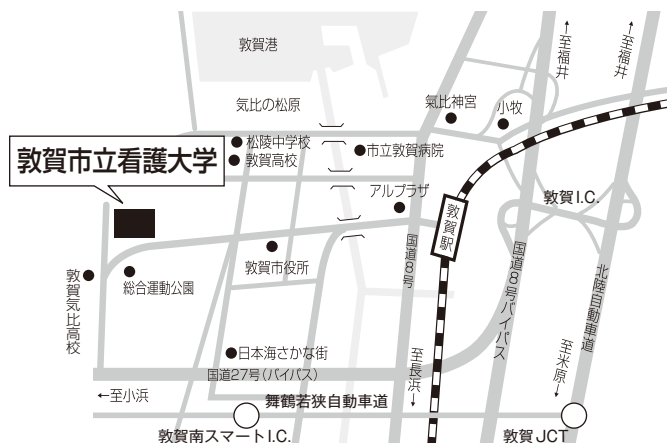 敦賀港
←至福井
←至福井
気比の松原
氣比神宮
小牧
松陵中学校
敦賀高校
市立敦賀病院
敦賀市立看護大学
アルプラザ
敦賀I.C.
敦賀駅
国道8号
国道8号バイパス
北陸自動車道
敦賀市役所
敦賀気比高校
総合運動公園
日本海さかな街
国道27号(バイパス)
至長浜→
至米原→
←至小浜
舞鶴若狭自動車道
敦賀南スマートI.C.
敦賀JCT